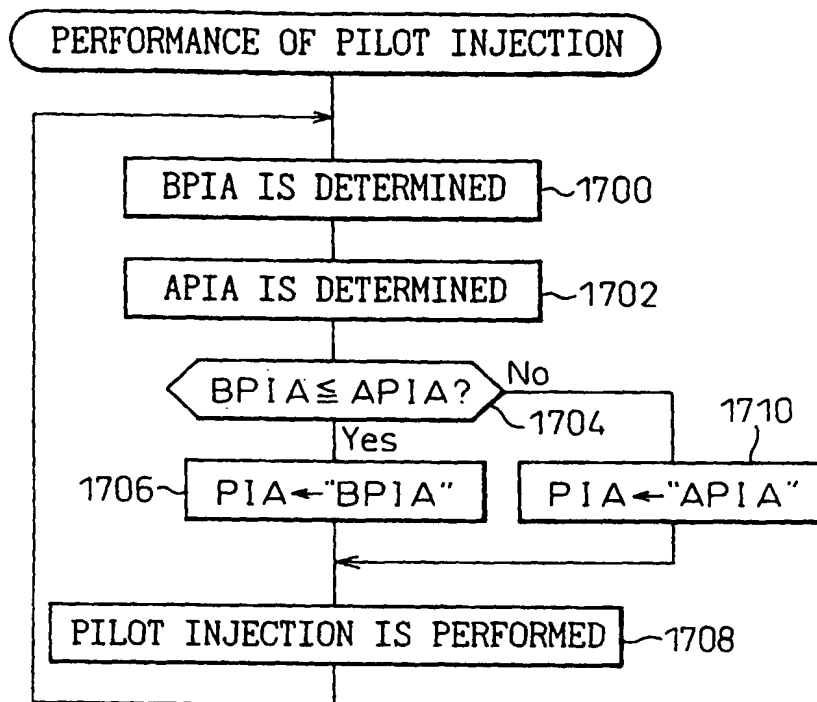 PERFORMANCE OF PILOT INJECTION
BPIA IS DETERMINED
1700
APIA IS DETERMINED
1702
BPIA ≦ APIA?
No
1704
Yes
1710
1706
PIA ← "BPIA"
PIA ← "APIA"
PILOT INJECTION IS PERFORMED
1708